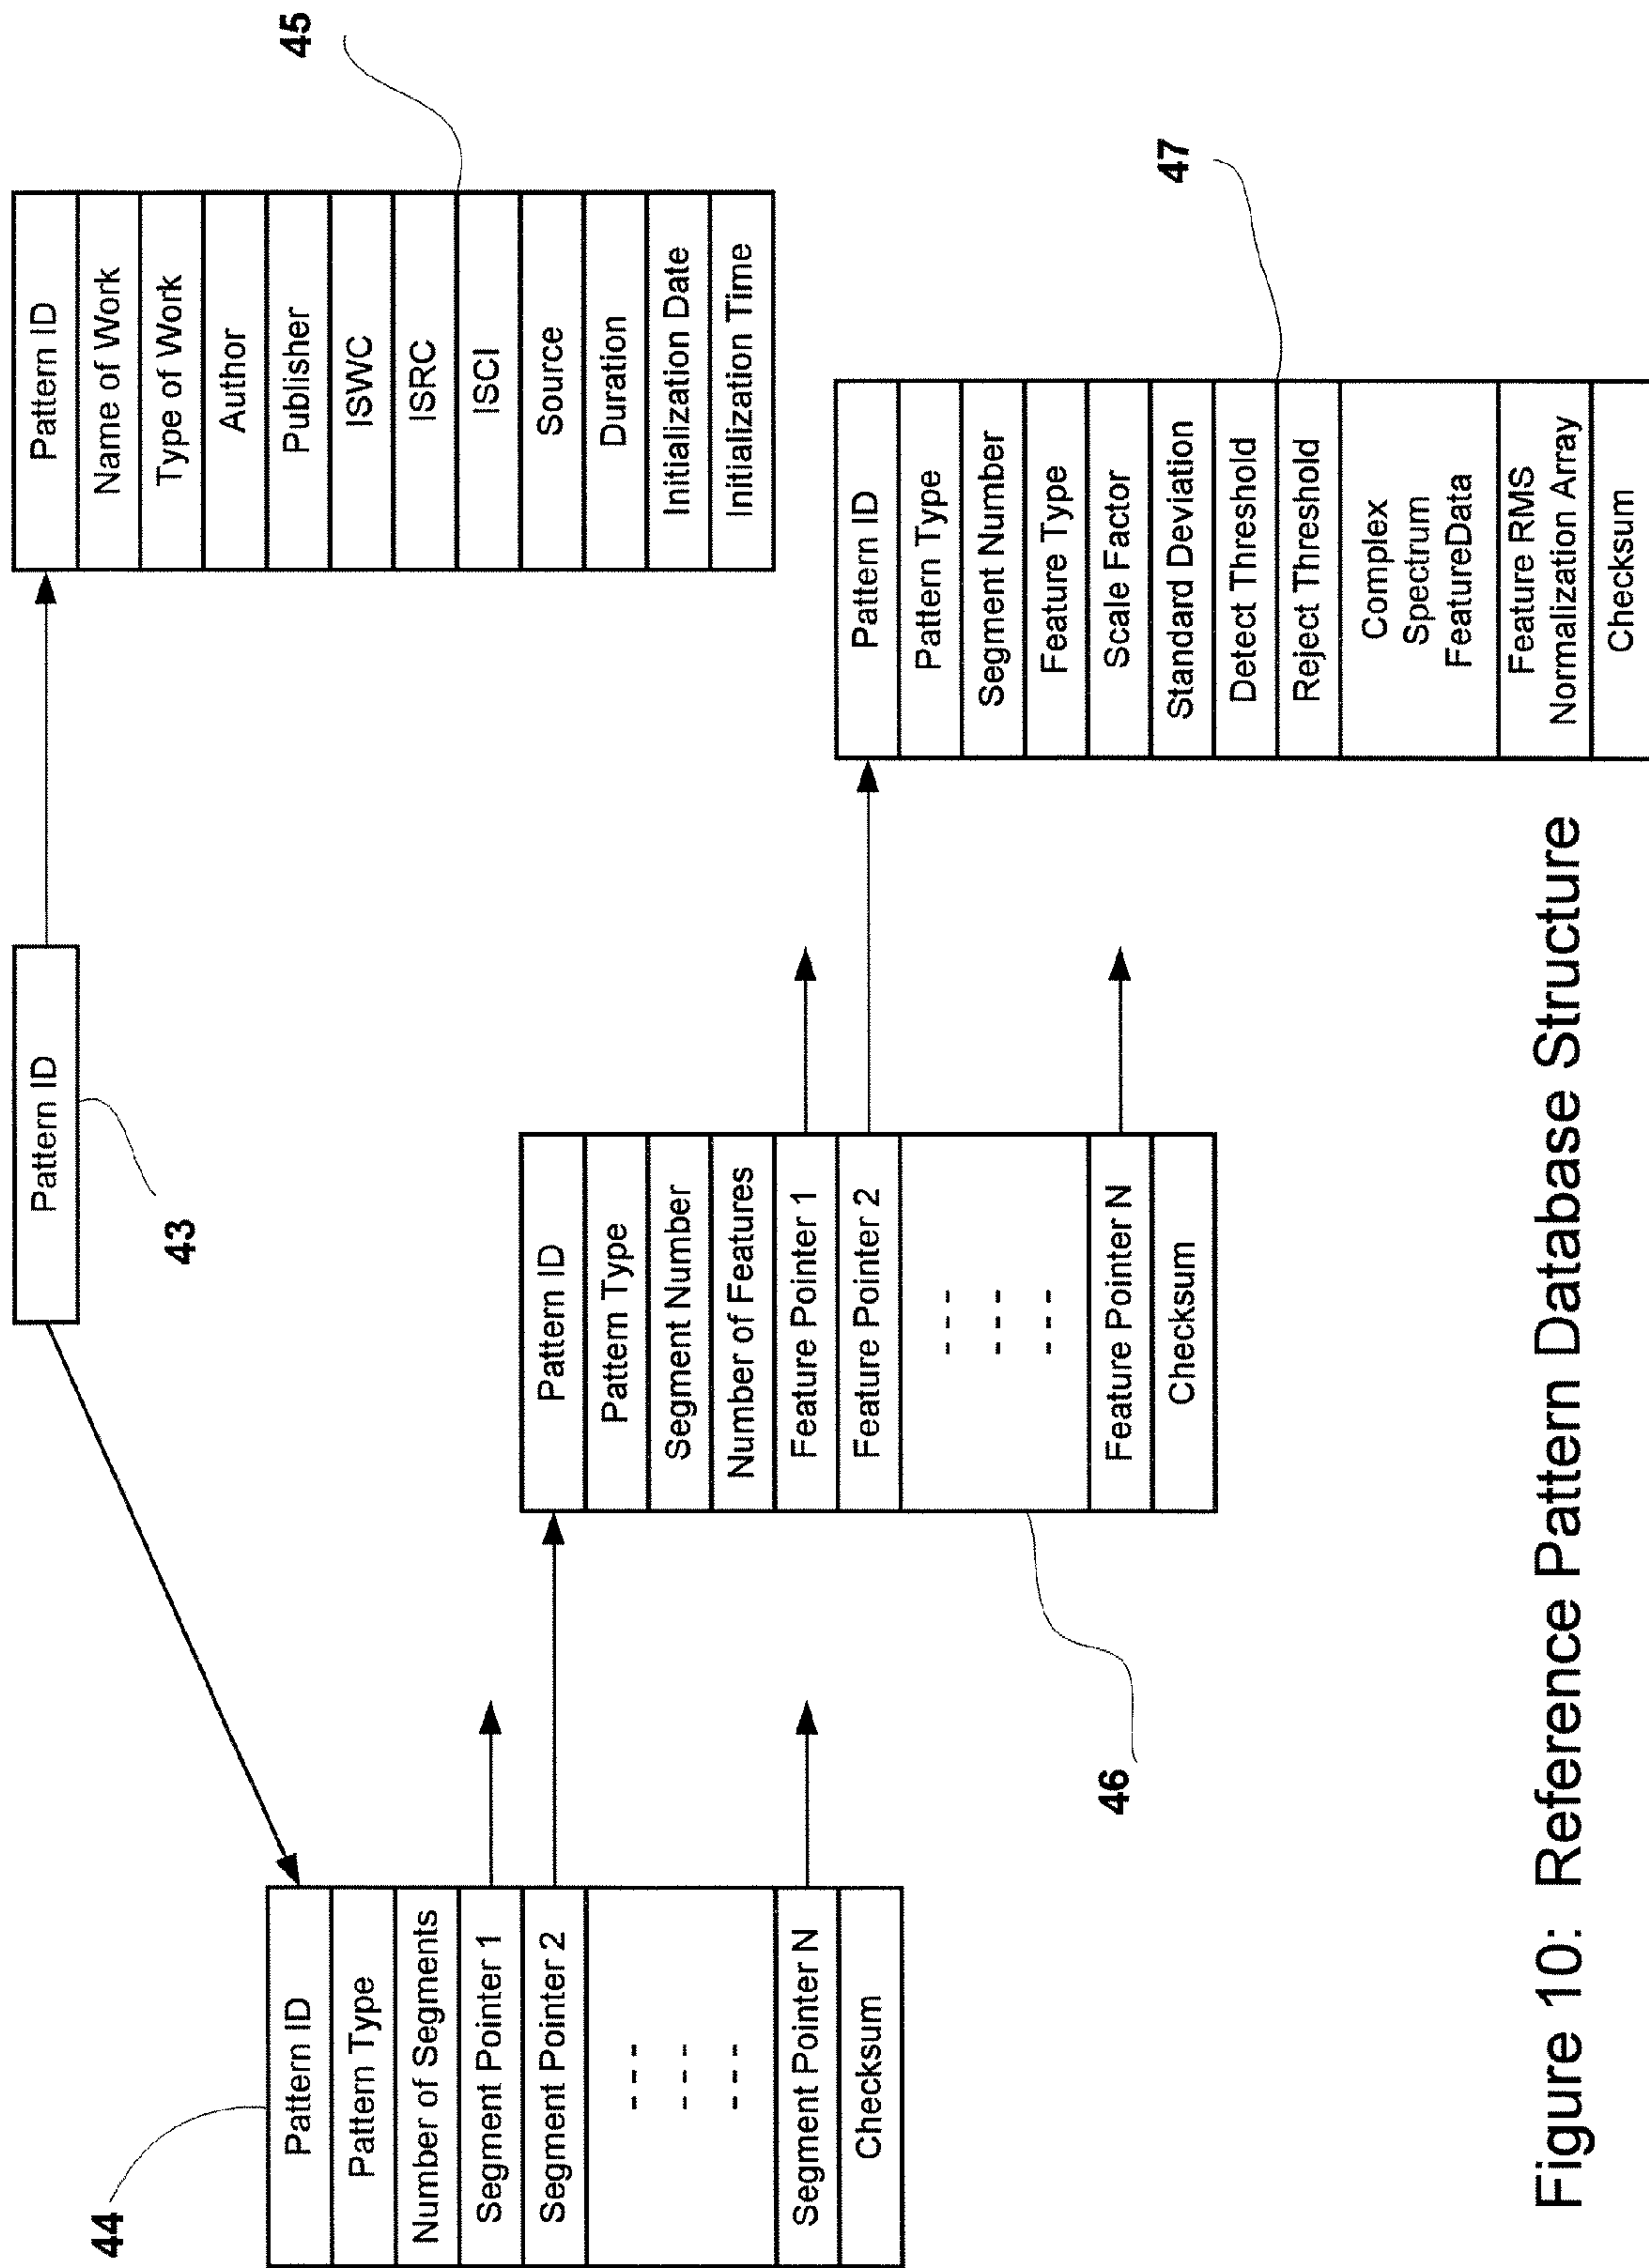 Pattern ID
43
Pattern ID
Name of Work
Type of Work
Author
Publisher
ISWC
ISRC
ISCI
Source
Duration
Initialization Date
Initialization Time
45
44
Pattern ID
Pattern Type
Number of Segments
Segment Pointer 1
Segment Pointer 2
- - -
- - -
- - -
Segment Pointer N
Checksum
Pattern ID
Pattern Type
Segment Number
Number of Features
Feature Pointer 1
Feature Pointer 2
- - -
- - -
- - -
Feature Pointer N
Checksum
46
Pattern ID
Pattern Type
Segment Number
Feature Type
Scale Factor
Standard Deviation
Detect Threshold
Reject Threshold
Complex
Spectrum
FeatureData
Feature RMS
Normalization Array
Checksum
47
Figure 10: Reference Pattern Database Structure